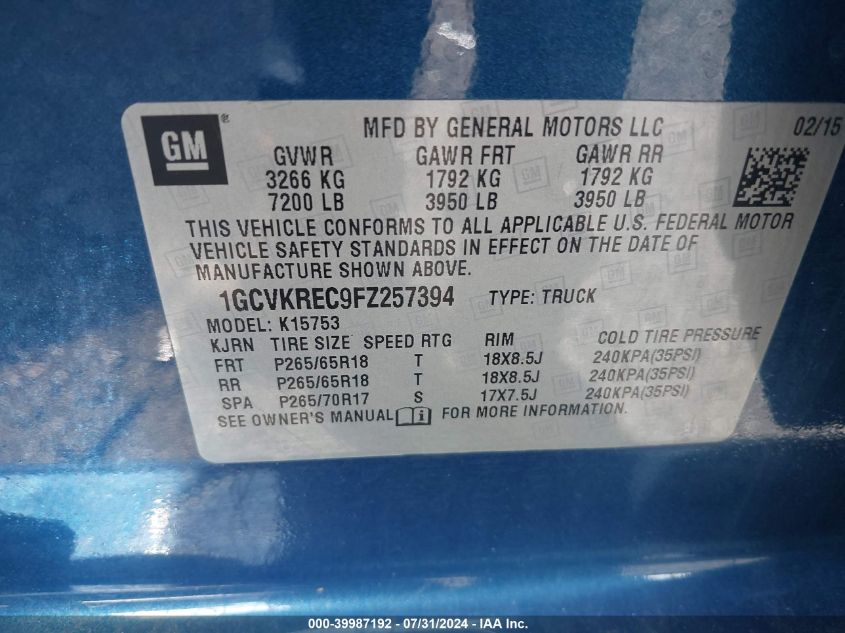 GM®
MFD BY GENERAL MOTORS LLC 02/15
GVWR GAWR FRT GAWR RR
3266 KG 1792 KG 1792 KG
7200 LB 3950 LB 3950 LB
THIS VEHICLE CONFORMS TO ALL APPLICABLE U.S. FEDERAL MOTOR
VEHICLE SAFETY STANDARDS IN EFFECT ON THE DATE OF
MANUFACTURE SHOWN ABOVE.
1GCVKREC9FZ257394 TYPE: TRUCK
MODEL: K15753
KJRN TIRE SIZE SPEED RTG RIM COLD TIRE PRESSURE
FRT P265/65R18 T 18X8.5J 240KPA(35PSI)
RR P265/65R18 T 18X8.5J 240KPA(35PSI)
SPA P265/70R17 S 17X7.5J 240KPA(35PSI)
SEE OWNER'S MANUAL i FOR MORE INFORMATION.
000-39987192 - 07/31/2024 - IAA Inc.